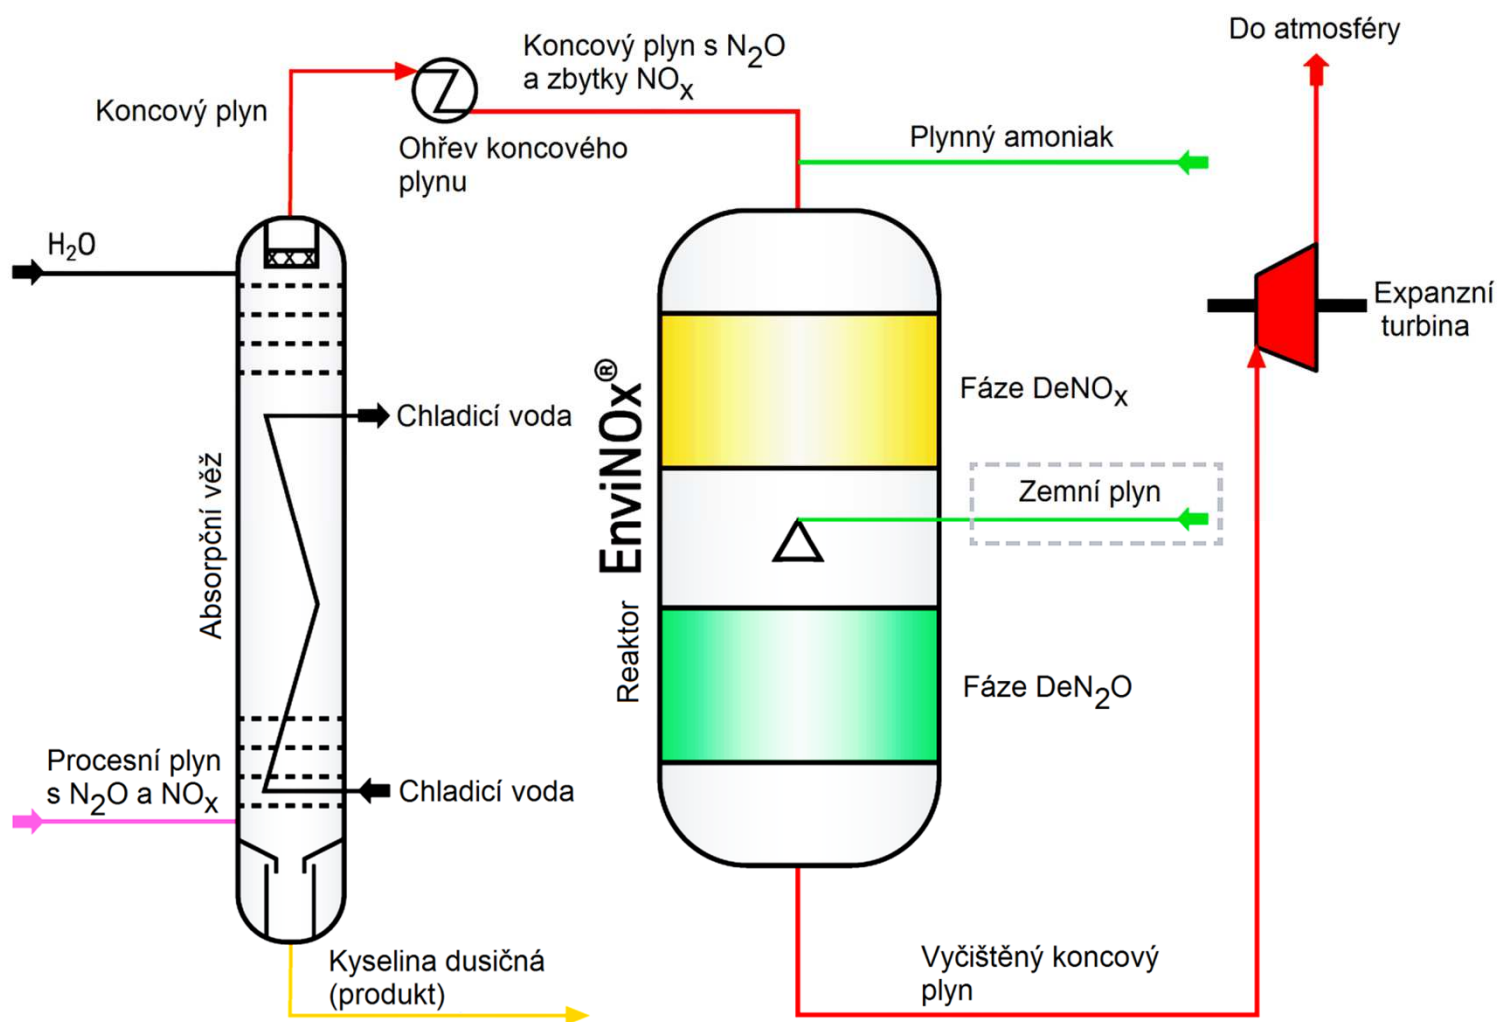 Do atmosféry
Koncový plyn s N₂O
a zbytky NOₓ
Koncový plyn
Ohřev koncového
plynu
Plynný amoniak
H₂O
Expanzní
turbina
Fáze DeNOₓ
Chladicí voda
Zemní plyn
Absorpční věž
Reaktor EnviNOx®
Fáze DeN₂O
Procesní plyn
s N₂O a NOₓ
Chladicí voda
Kyselina dusičná
(produkt)
Vyčištěný koncový
plyn